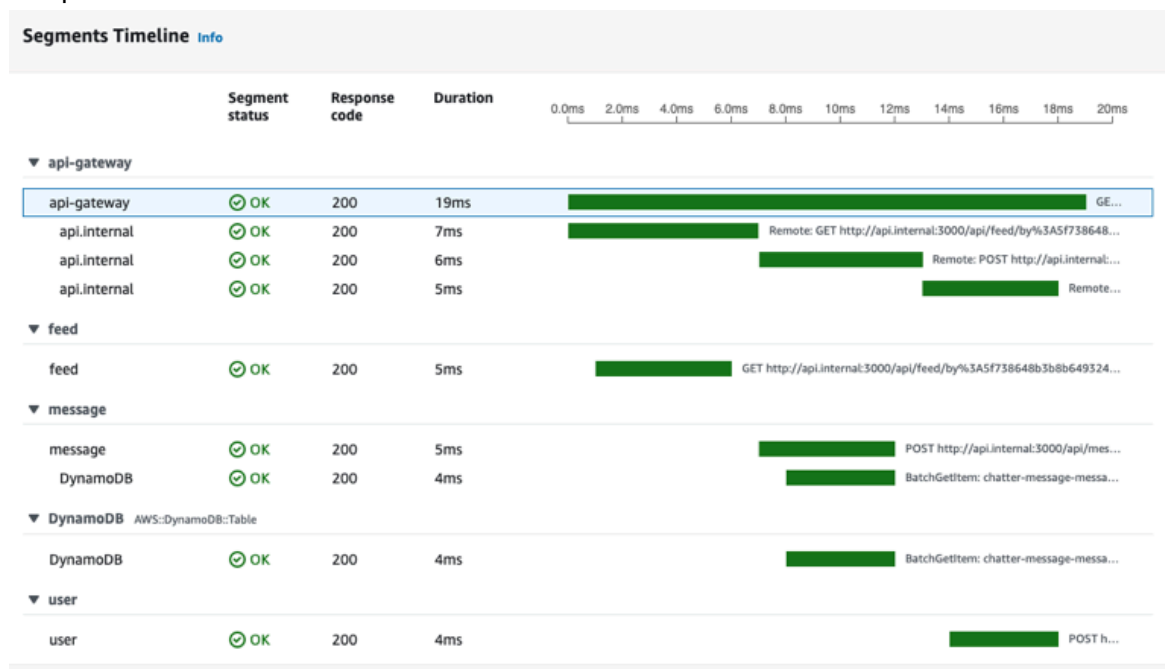 Segments Timeline Info
Segment status Response code Duration 0.0ms 2.0ms 4.0ms 6.0ms 8.0ms 10ms 12ms 14ms 16ms 18ms 20ms
▼ api-gateway
api-gateway OK 200 19ms GE...
api.internal OK 200 7ms Remote: GET http://api.internal:3000/api/feed/by%3A5f738648...
api.internal OK 200 6ms Remote: POST http://api.internal:...
api.internal OK 200 5ms Remote...
▼ feed
feed OK 200 5ms GET http://api.internal:3000/api/feed/by%3A5f738648b3b8b649324...
▼ message
message OK 200 5ms POST http://api.internal:3000/api/mes...
DynamoDB OK 200 4ms BatchGetItem: chatter-message-messa...
▼ DynamoDB AWS::DynamoDB::Table
DynamoDB OK 200 4ms BatchGetItem: chatter-message-messa...
▼ user
user OK 200 4ms POST h...